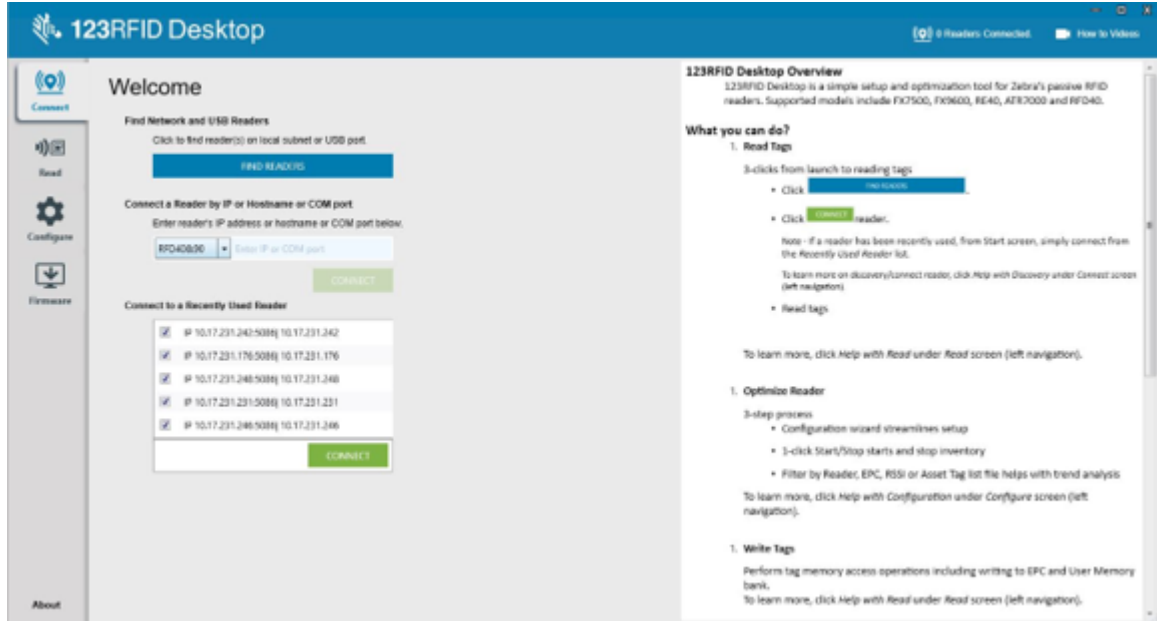 123RFID Desktop
0 Readers Connected
How to Videos
Connect
Read
Configure
Firmware
About
Welcome
Find Network and USB Readers
Click to find reader(s) on local subnet or USB port.
FIND READERS
Connect a Reader by IP or Hostname or COM port
Enter reader's IP address or hostname or COM port below.
Enter IP or COM port
CONNECT
Connect to a Recently Used Reader
IP 10.17.231.242:5086| 10.17.231.242
IP 10.17.231.176:5086| 10.17.231.176
IP 10.17.231.248:5086| 10.17.231.248
IP 10.17.231.231:5086| 10.17.231.231
IP 10.17.231.246:5086| 10.17.231.246
CONNECT
123RFID Desktop Overview
123RFID Desktop is a simple setup and optimization tool for Zebra's passive RFID
readers. Supported models include FX7500, FX9600, RE40, ATR7000 and RFD40.
What you can do?
1. Read Tags
3-clicks from launch to reading tags
• Click FIND READERS
• Click CONNECT reader.
Note - If a reader has been recently used, from Start screen, simply connect from
the Recently Used Reader list.
To learn more on discovery/connect reader, click Help with Discovery under Connect screen
(left navigation)
• Read tags
To learn more, click Help with Read under Read screen (left navigation).
1. Optimize Reader
3-step process
• Configuration wizard streamlines setup
• 1-click Start/Stop starts and stop inventory
• Filter by Reader, EPC, RSSI or Asset Tag list file helps with trend analysis
To learn more, click Help with Configuration under Configure screen (left
navigation).
1. Write Tags
Perform tag memory access operations including writing to EPC and User Memory
bank.
To learn more, click Help with Read under Read screen (left navigation).